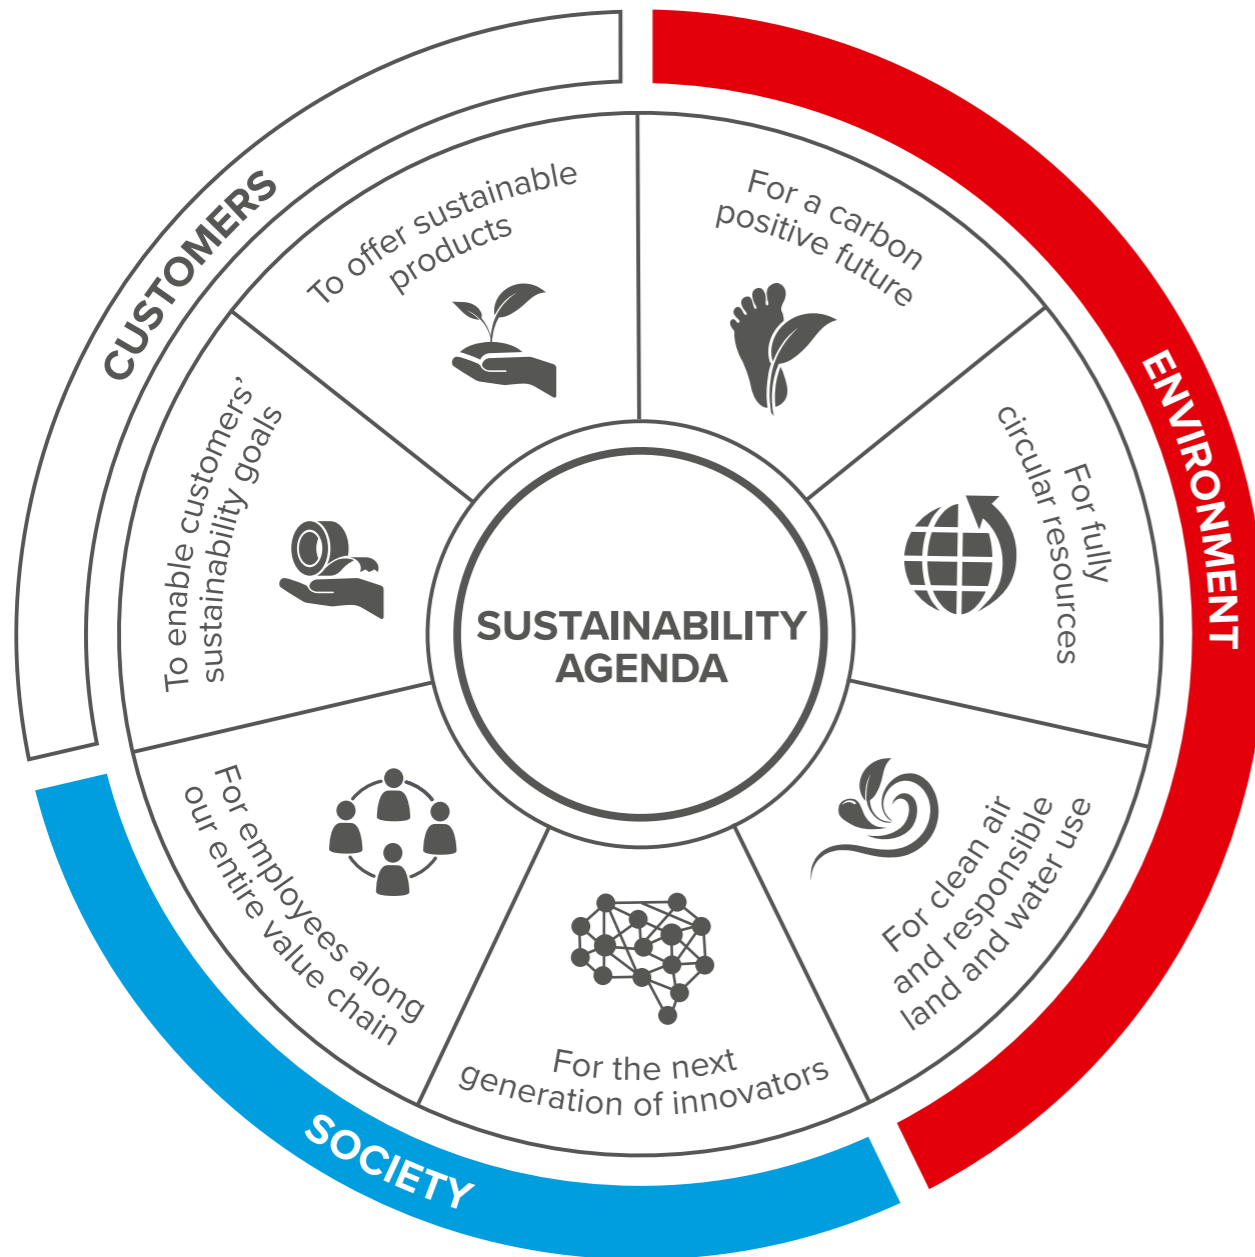 SUSTAINABILITY
AGENDA
ENVIRONMENT
For a carbon
positive future
For fully
circular resources
For clean air
and responsible
land and water use
SOCIETY
For the next
generation of innovators
For employees along
our entire value chain
CUSTOMERS
To enable customers’
sustainability goals
To offer sustainable
products